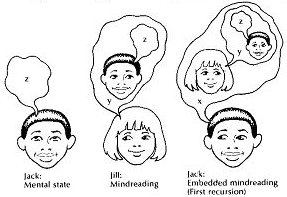 z
z
z
y
y
x
Jack:
Mental state
Jill:
Mindreading
Jack:
Embedded mindreading
(First recursion)